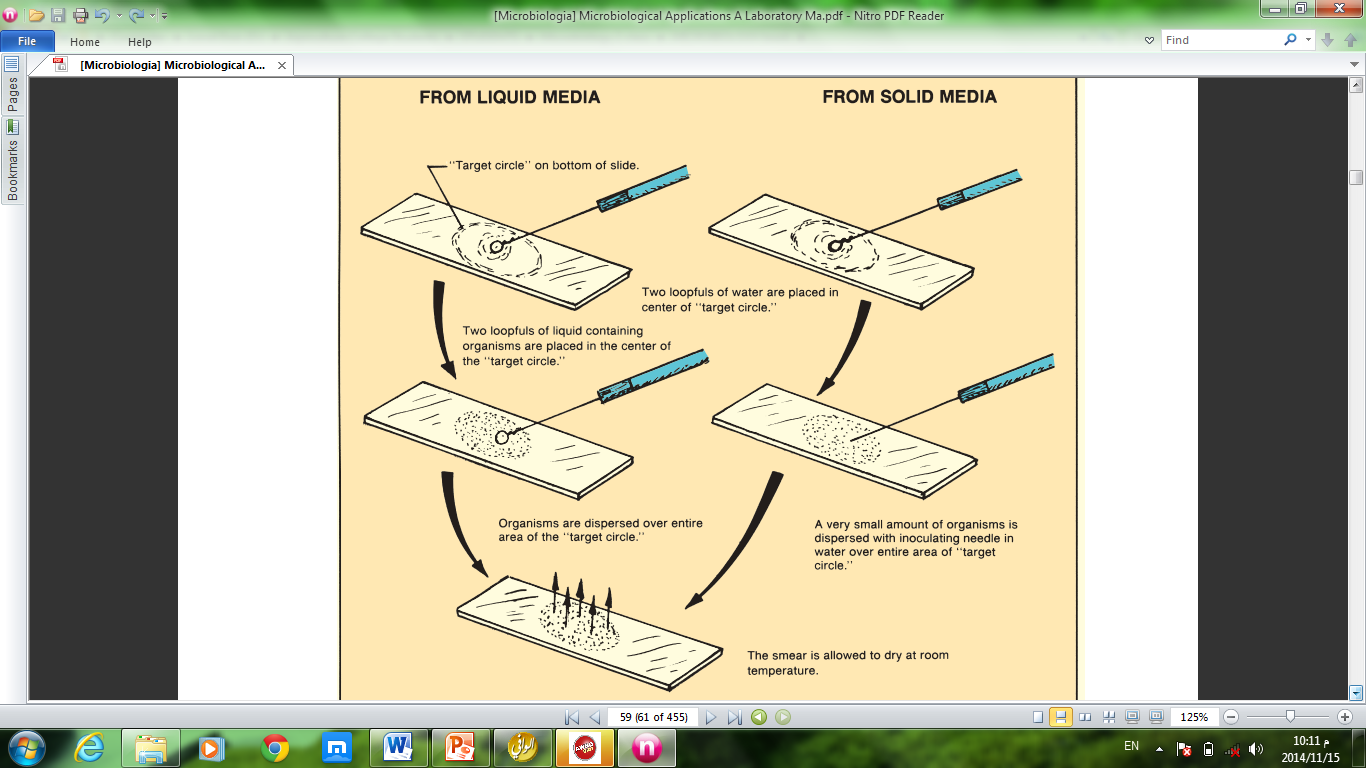 [Microbiologia] Microbiological Applications A Laboratory Ma.pdf - Nitro PDF Reader
File
Home
Help
Find
[Microbiologia] Microbiological A...
Pages
Bookmarks
FROM LIQUID MEDIA
FROM SOLID MEDIA
"Target circle" on bottom of slide.
Two loopfuls of water are placed in
center of "target circle."
Two loopfuls of liquid containing
organisms are placed in the center of
the "target circle."
Organisms are dispersed over entire
area of the "target circle."
A very small amount of organisms is
dispersed with inoculating needle in
water over entire area of "target
circle."
The smear is allowed to dry at room
temperature.
59 (61 of 455)
125%
EN
10:11 م
2014/11/15